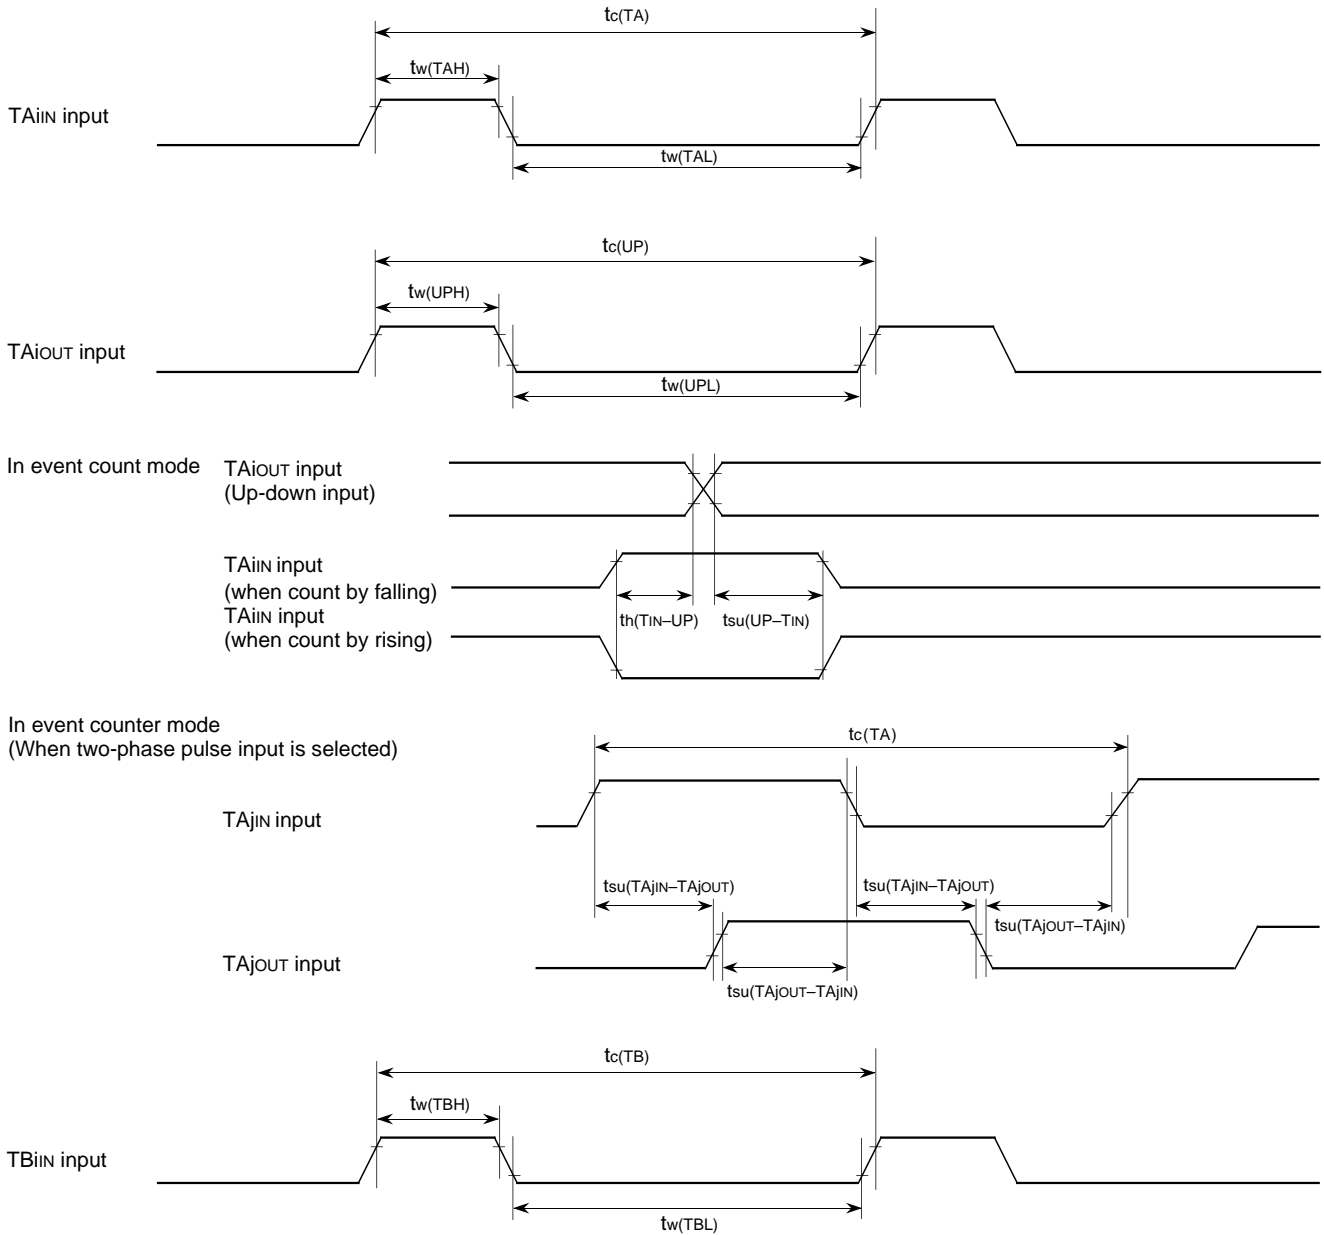 tc(TA)
tw(TAH)
TAiIN input
tw(TAL)
tc(UP)
tw(UPH)
TAiOUT input
tw(UPL)
In event count mode
TAiOUT input
(Up-down input)
TAiIN input
(when count by falling)
TAiIN input
(when count by rising)
th(TIN–UP)
tsu(UP–TIN)
In event counter mode
(When two-phase pulse input is selected)
tc(TA)
TAjIN input
tsu(TAjIN–TAjOUT)
tsu(TAjIN–TAjOUT)
tsu(TAjOUT–TAjIN)
TAjOUT input
tsu(TAjOUT–TAjIN)
tc(TB)
tw(TBH)
TBiIN input
tw(TBL)